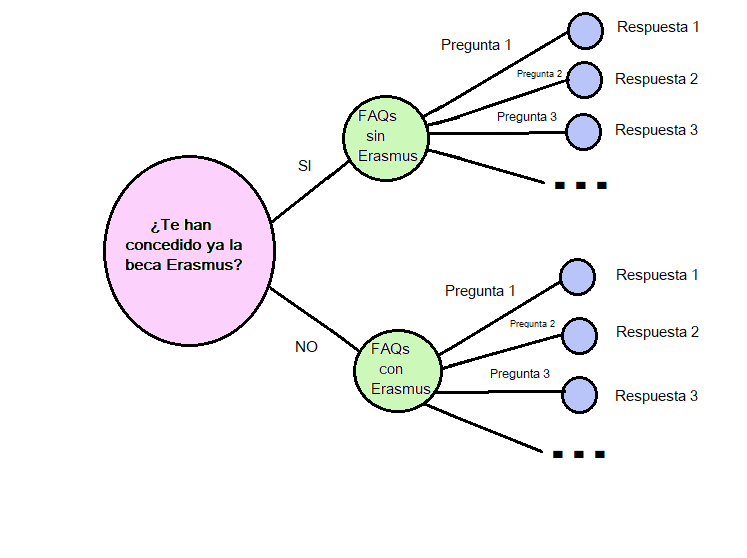 ¿Te han
concedido ya la
beca Erasmus?
SI
FAQs
sin
Erasmus
Pregunta 1
Respuesta 1
Pregunta 2
Respuesta 2
Pregunta 3
Respuesta 3
...
NO
FAQs
con
Erasmus
Pregunta 1
Respuesta 1
Pregunta 2
Respuesta 2
Pregunta 3
Respuesta 3
...